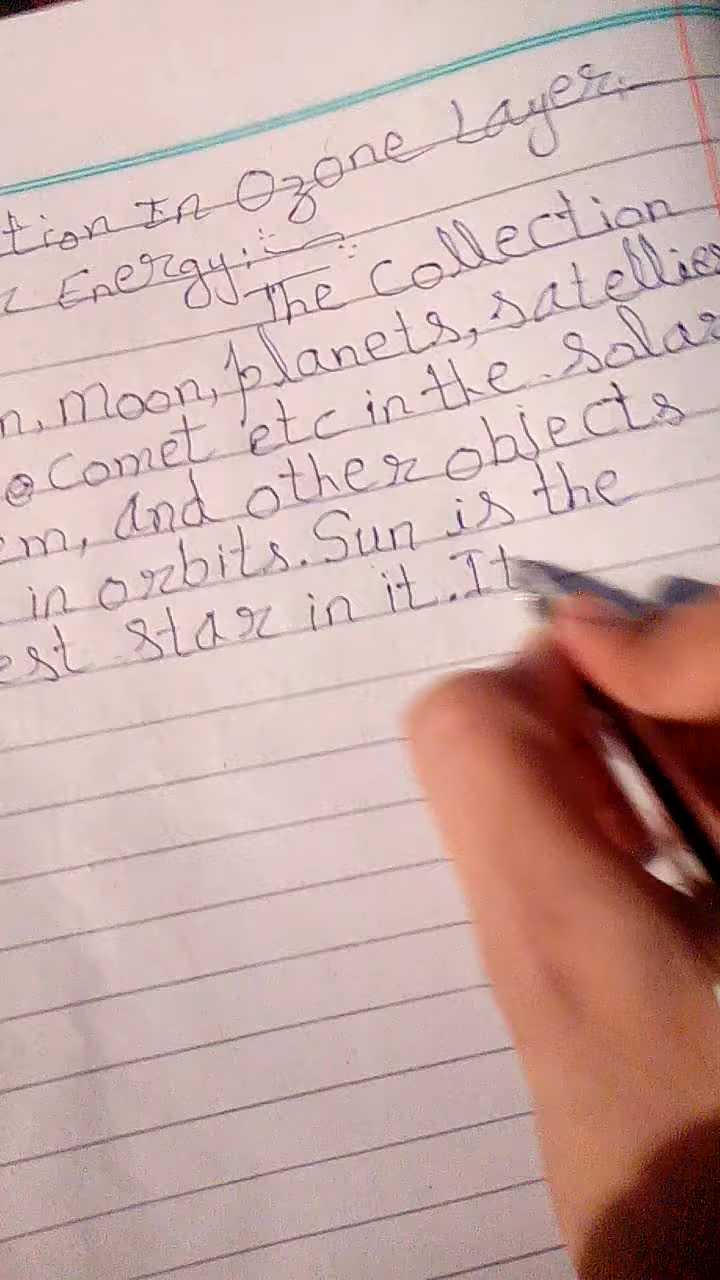 tion In Ozone Layer.
Energy:- The Collection
Moon, planets, satellies
Comet etc in the solar
and other objects
in orbits. Sun is the
est star in it. It